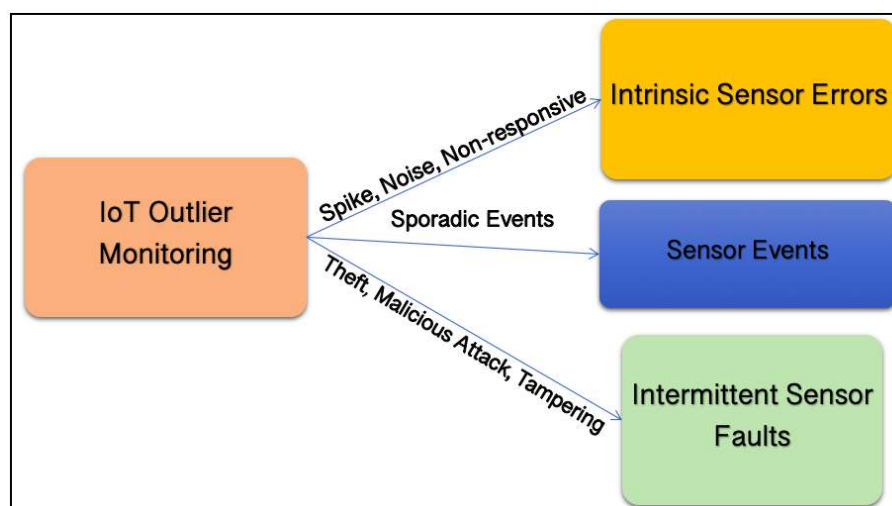 IoT Outlier
Monitoring
Spike, Noise, Non-responsive
Intrinsic Sensor Errors
Sporadic Events
Sensor Events
Theft, Malicious Attack, Tampering
Intermittent Sensor
Faults